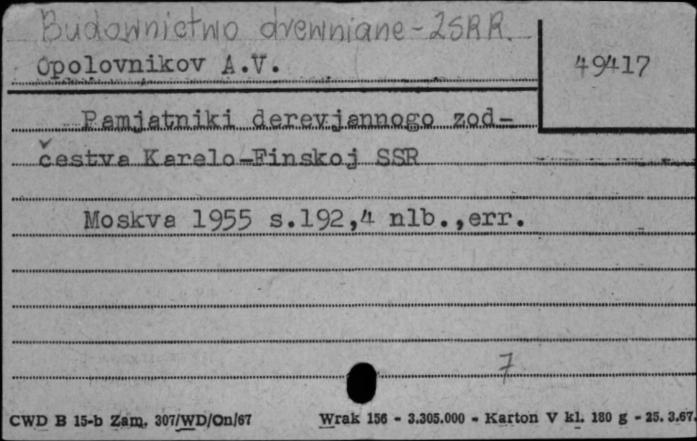 Budownictwo drewniane - ZSRR.
Opolovnikov A.V.
49417
Pamjatniki derevjannogo zod-
čestva Karelo-Finskoj SSR
Moskva 1955 s.192,4 nlb.,err.
7
CWD B 15-b Zam. 307/WD/On/67 Wrak 156 - 3.305.000 - Karton V kl. 180 g - 25.3.67.